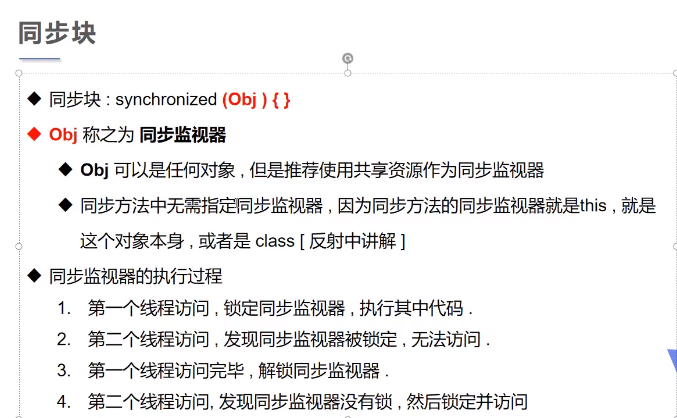 同步块
◆ 同步块 : synchronized (Obj ) { }
◆ Obj 称之为 同步监视器
◆ Obj 可以是任何对象 , 但是推荐使用共享资源作为同步监视器
◆ 同步方法中无需指定同步监视器 , 因为同步方法的同步监视器就是this , 就是
这个对象本身 , 或者是 class [ 反射中讲解 ]
◆ 同步监视器的执行过程
1. 第一个线程访问 , 锁定同步监视器 , 执行其中代码 .
2. 第二个线程访问 , 发现同步监视器被锁定 , 无法访问 .
3. 第一个线程访问完毕 , 解锁同步监视器 .
4. 第二个线程访问, 发现同步监视器没有锁 , 然后锁定并访问